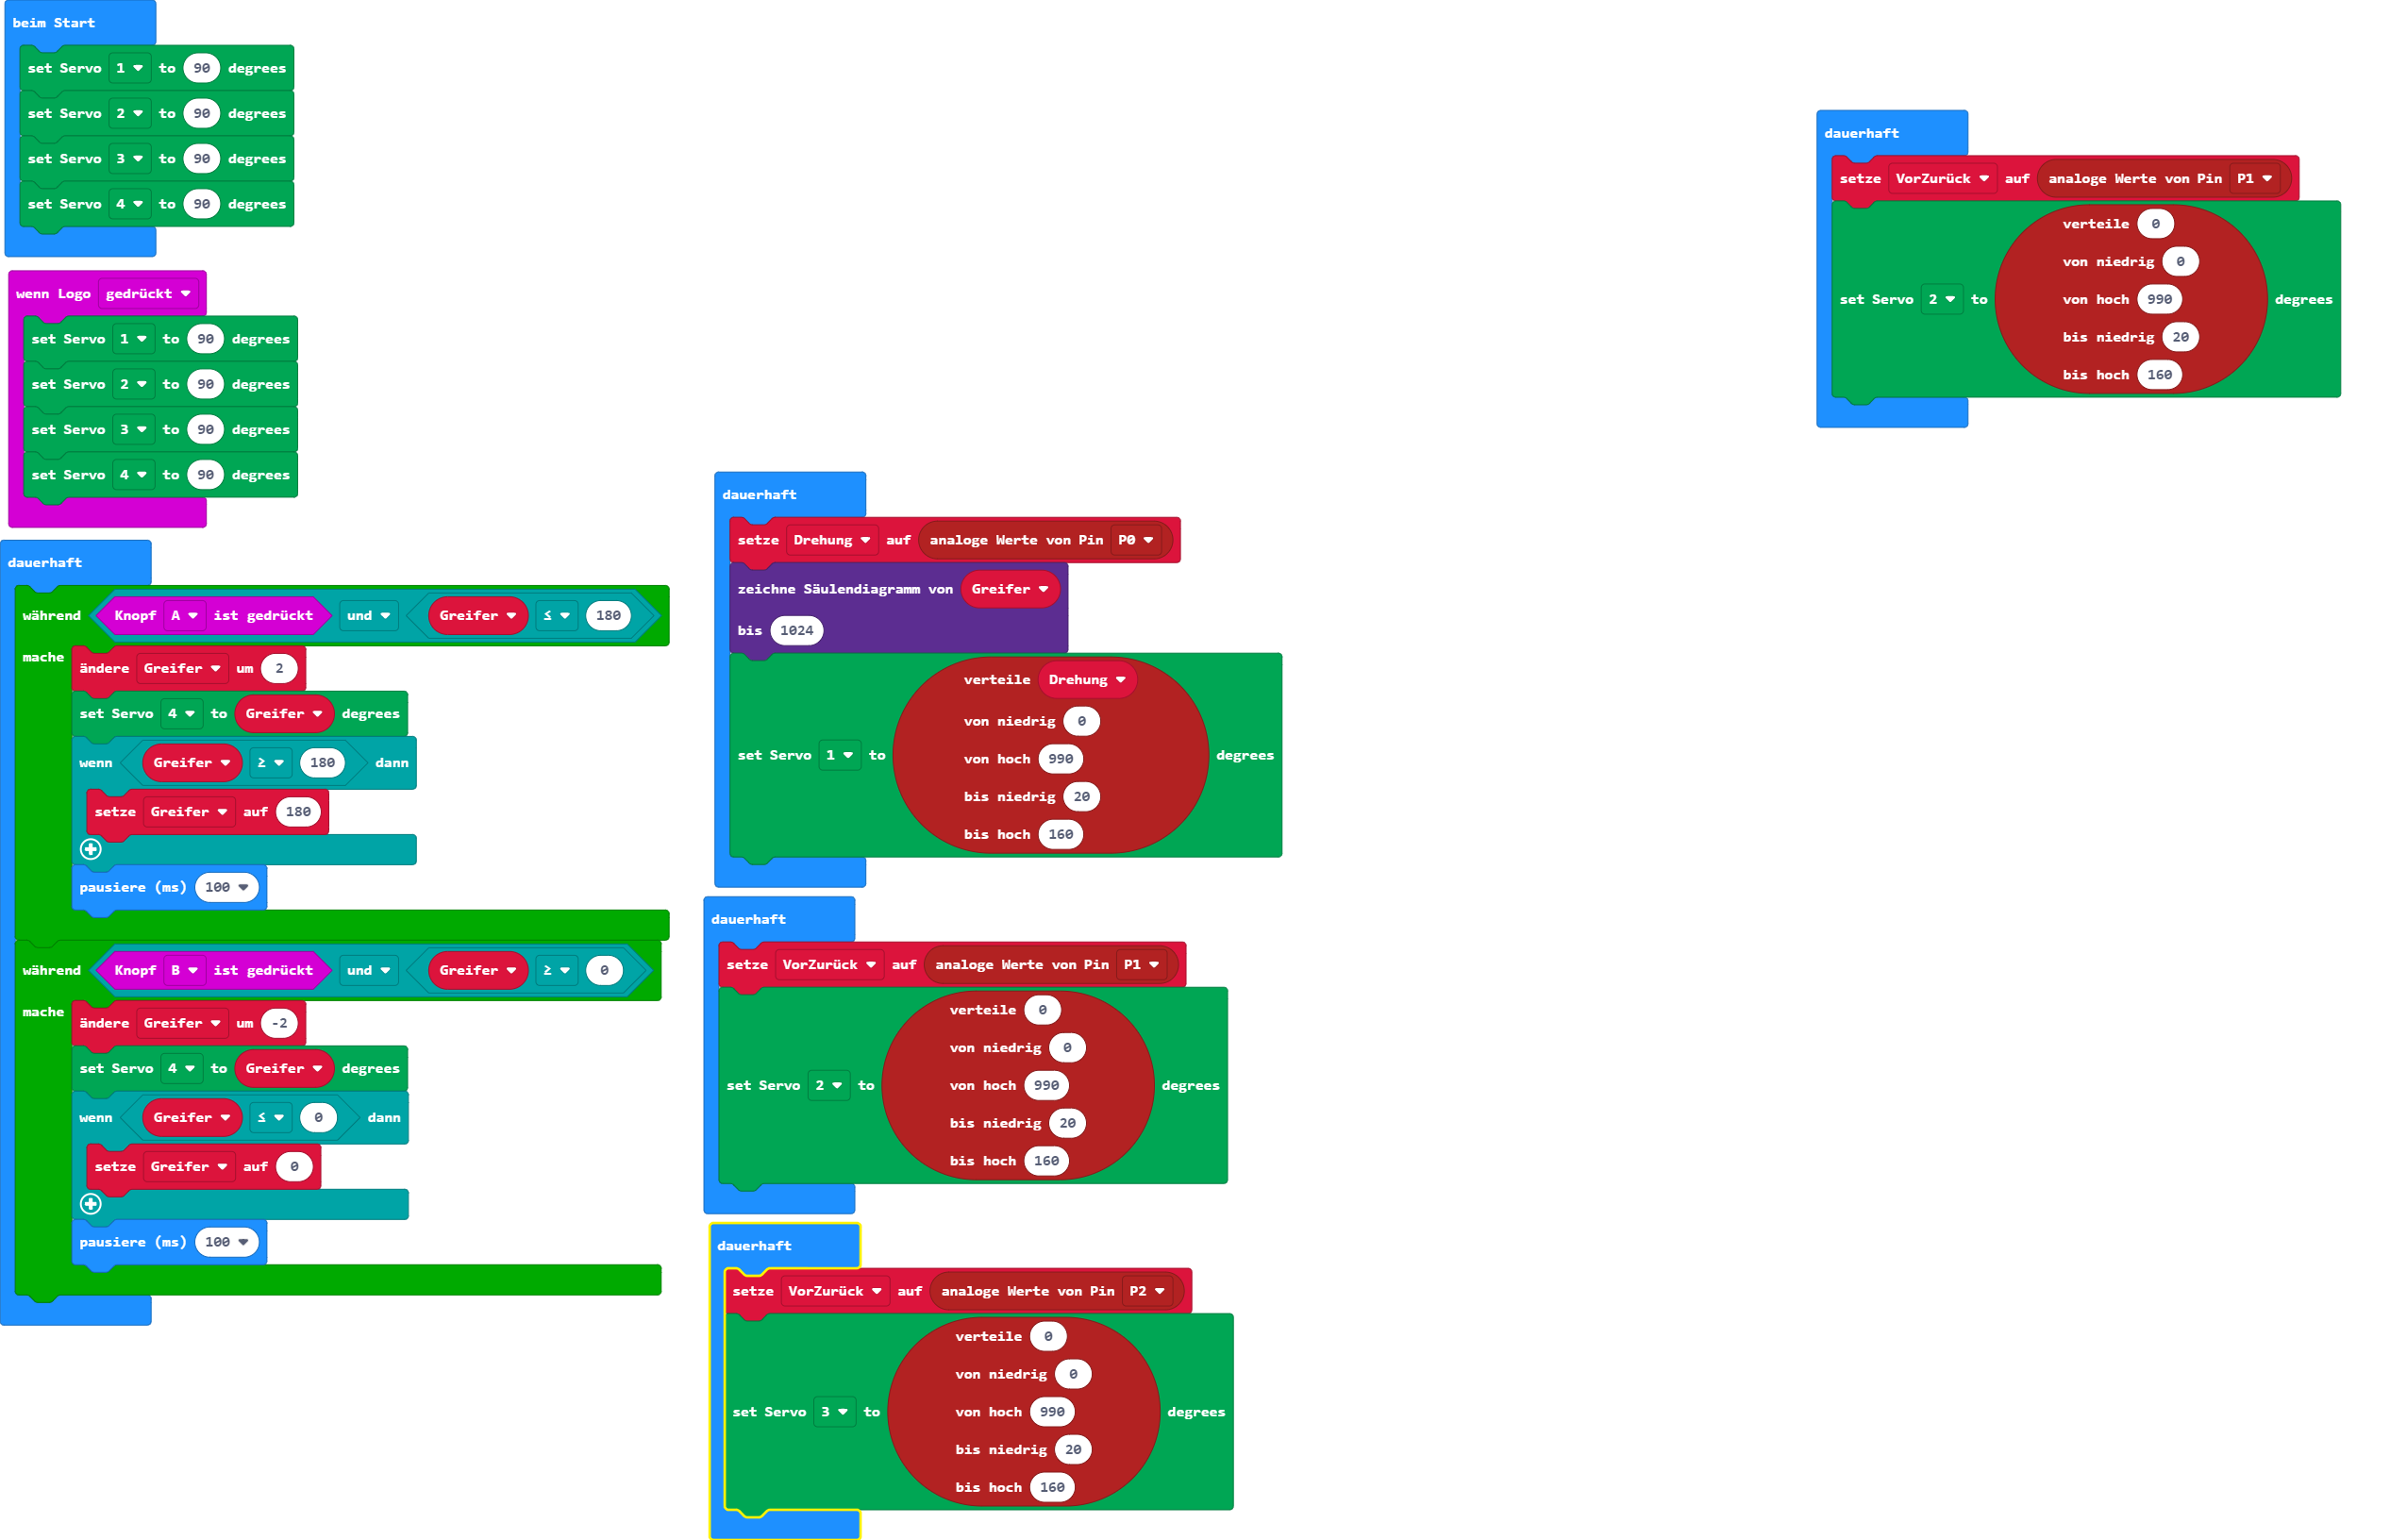 beim Start
set Servo 1 to 90 degrees
set Servo 2 to 90 degrees
set Servo 3 to 90 degrees
set Servo 4 to 90 degrees
wenn Logo gedrückt
set Servo 1 to 90 degrees
set Servo 2 to 90 degrees
set Servo 3 to 90 degrees
set Servo 4 to 90 degrees
dauerhaft
während Knopf A ist gedrückt und Greifer ≤ 180
mache ändere Greifer um 2
set Servo 4 to Greifer degrees
wenn Greifer ≥ 180 dann
setze Greifer auf 180
pausiere (ms) 100
während Knopf B ist gedrückt und Greifer ≥ 0
mache ändere Greifer um -2
set Servo 4 to Greifer degrees
wenn Greifer ≤ 0 dann
setze Greifer auf 0
pausiere (ms) 100
dauerhaft
setze Drehung auf analoge Werte von Pin P0
zeichne Säulendiagramm von Greifer
bis 1024
set Servo 1 to verteile Drehung
von niedrig 0
von hoch 990
bis niedrig 20
bis hoch 160
degrees
dauerhaft
setze VorZurück auf analoge Werte von Pin P1
set Servo 2 to verteile 0
von niedrig 0
von hoch 990
bis niedrig 20
bis hoch 160
degrees
dauerhaft
setze VorZurück auf analoge Werte von Pin P2
set Servo 3 to verteile 0
von niedrig 0
von hoch 990
bis niedrig 20
bis hoch 160
degrees
dauerhaft
setze VorZurück auf analoge Werte von Pin P1
set Servo 2 to verteile 0
von niedrig 0
von hoch 990
bis niedrig 20
bis hoch 160
degrees